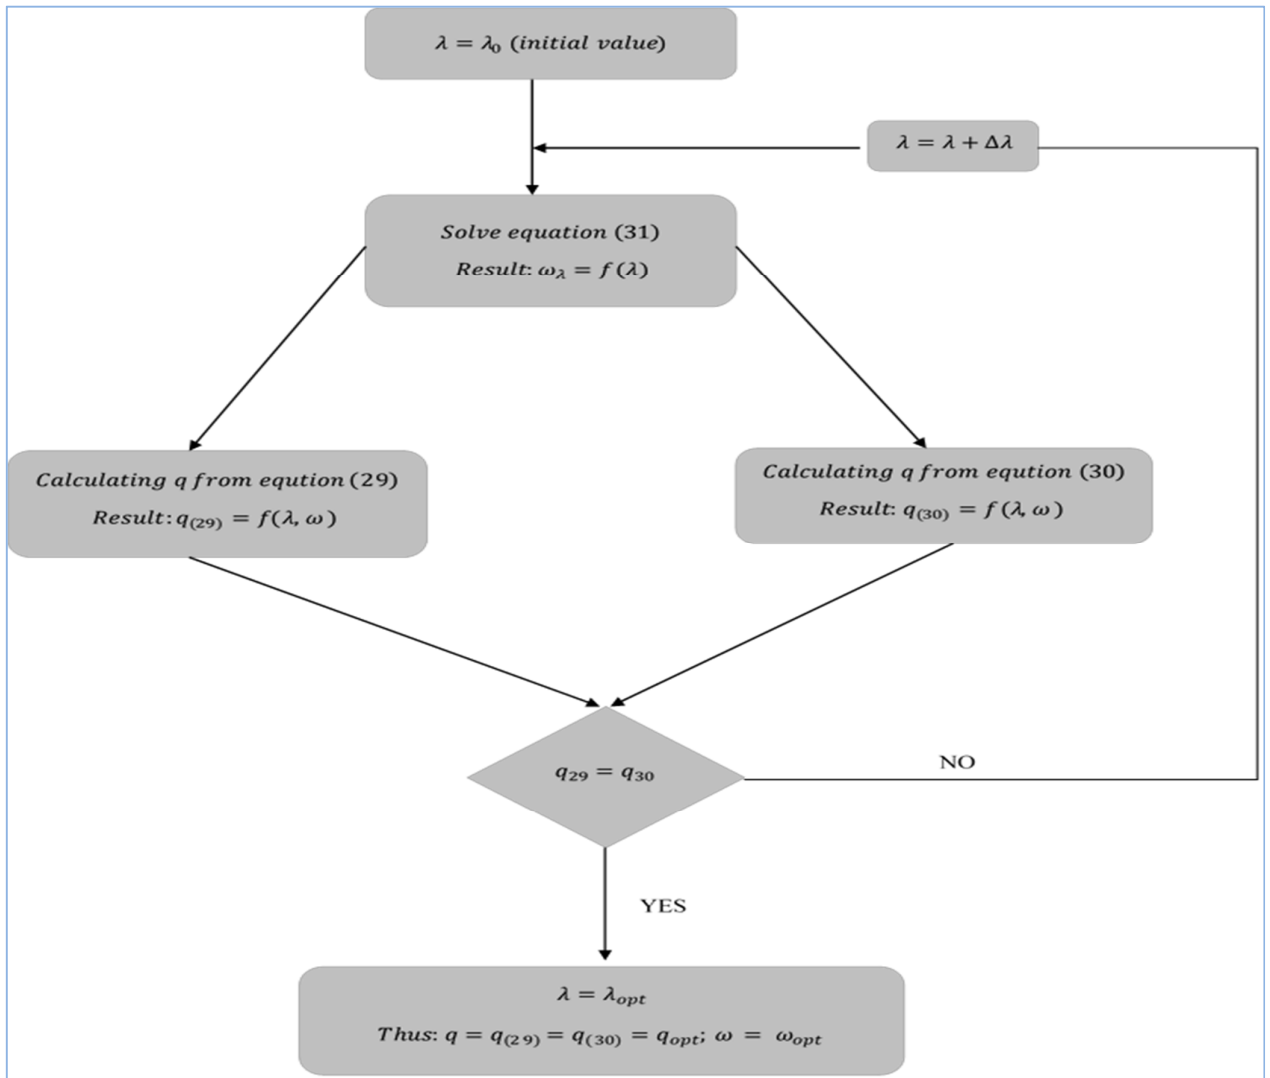 λ = λ₀ (initial value)
λ = λ + Δλ
Solve equation (31)
Result: ω_λ = f(λ)
Calculating q from eqution (29)
Result: q₍₂₉₎ = f(λ, ω)
Calculating q from eqution (30)
Result: q₍₃₀₎ = f(λ, ω)
q₂₉ = q₃₀
NO
YES
λ = λ_opt
Thus: q = q₍₂₉₎ = q₍₃₀₎ = q_opt; ω = ω_opt